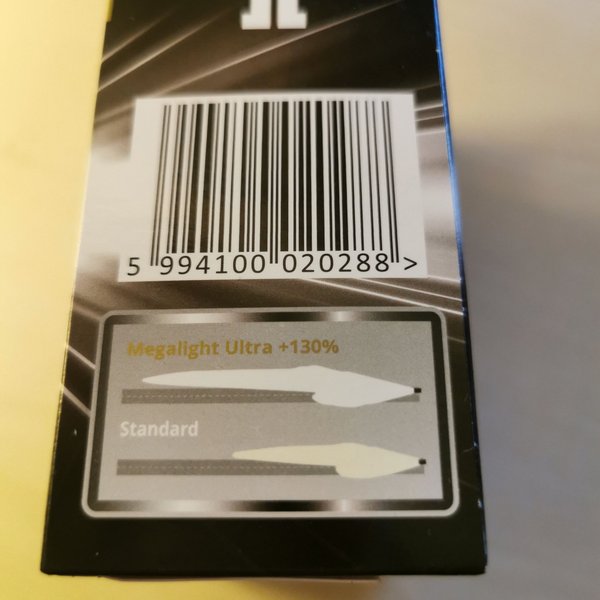 5 994100 020288 >
Megalight Ultra +130%
Standard